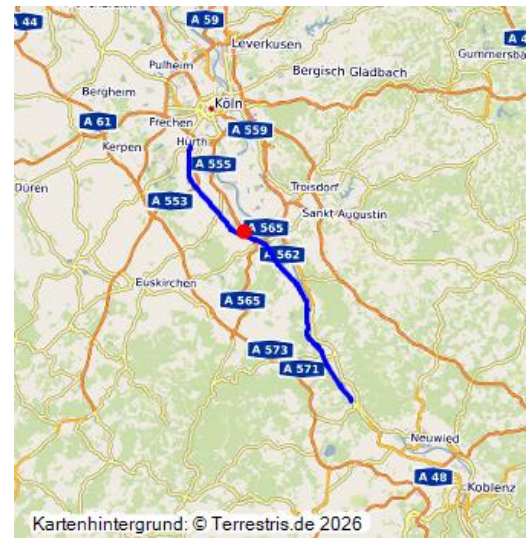 A 44
A 59
Leverkusen
Gummersba
Pulheim
Bergisch Gladbach
A 4
Bergheim
Köln
A 61
Frechen
A 559
Kerpen
Hürth
A 555
Düren
Troisdorf
A 553
Sankt Augustin
A 565
A 562
Euskirchen
A 565
A 573
A 571
Neuwied
A 48
Koblenz
Kartenhintergrund: © Terrestris.de 2026